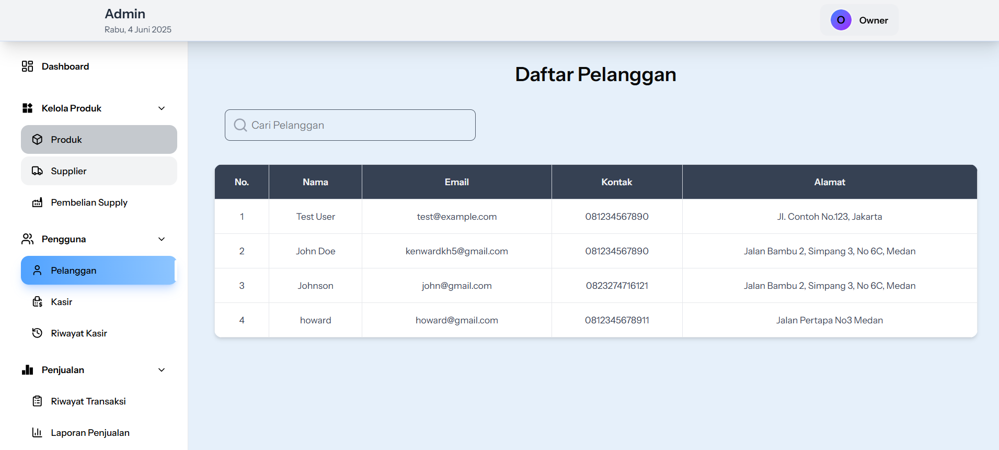 Admin
Rabu, 4 Juni 2025
O Owner
Dashboard
Kelola Produk
Produk
Supplier
Pembelian Supply
Pengguna
Pelanggan
Kasir
Riwayat Kasir
Penjualan
Riwayat Transaksi
Laporan Penjualan
Daftar Pelanggan
Cari Pelanggan
No. Nama Email Kontak Alamat
1 Test User test@example.com 081234567890 Jl. Contoh No.123, Jakarta
2 John Doe kenwardkh5@gmail.com 081234567890 Jalan Bambu 2, Simpang 3, No 6C, Medan
3 Johnson john@gmail.com 0823274716121 Jalan Bambu 2, Simpang 3, No 6C, Medan
4 howard howard@gmail.com 0812345678911 Jalan Pertapa No3 Medan